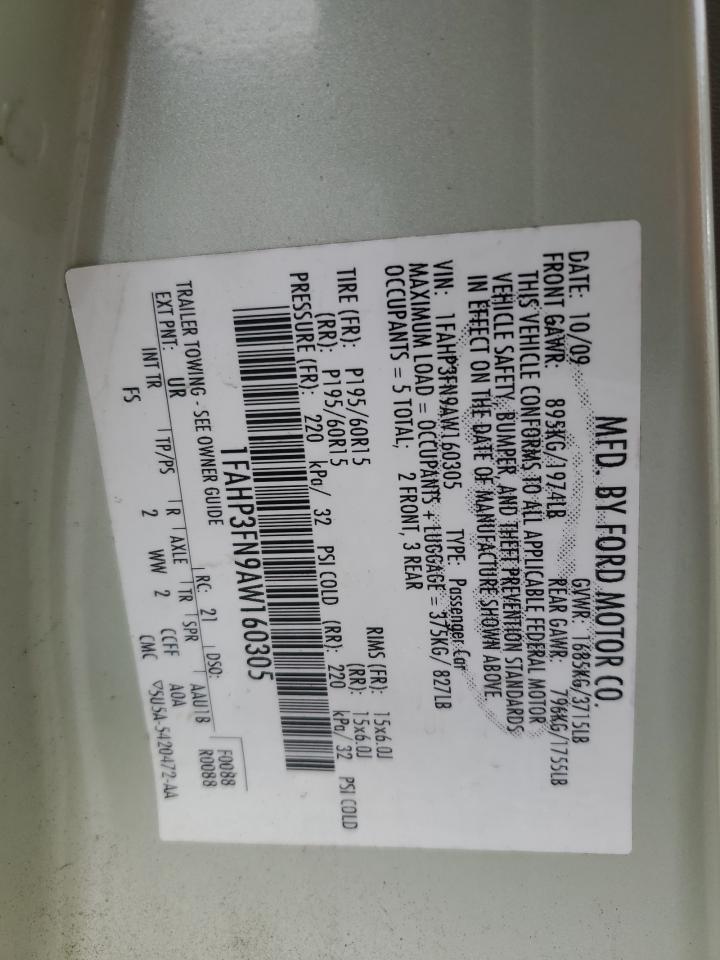 MFD. BY FORD MOTOR CO.
DATE: 10/09 GVWR: 1685KG/3715LB
FRONT GAWR: 895KG/1974LB REAR GAWR: 796KG/1755LB
THIS VEHICLE CONFORMS TO ALL APPLICABLE FEDERAL MOTOR
VEHICLE SAFETY, BUMPER, AND THEFT PREVENTION STANDARDS
IN EFFECT ON THE DATE OF MANUFACTURE SHOWN ABOVE.
VIN: 1FAHP3FN9AW160305 TYPE: Passenger Car
MAXIMUM LOAD = OCCUPANTS + LUGGAGE = 375KG/ 827LB
OCCUPANTS = 5 TOTAL; 2 FRONT, 3 REAR
TIRE (FR): P195/60R15 RIMS (FR): 15x6.0J
(RR): P195/60R15 (RR): 15x6.0J
PRESSURE (FR): 220 kPa/ 32 PSI COLD (RR): 220 kPa/ 32 PSI COLD
1FAHP3FN9AW160305
TRAILER TOWING - SEE OWNER GUIDE F0088
EXT PNT: UR RC: 21 DSO: R0088
INT TR TP/PS R AXLE TR SPR AAU1B
FS 2 WW 2 CCFF A0A
CMC 5U5A-5420472-AA